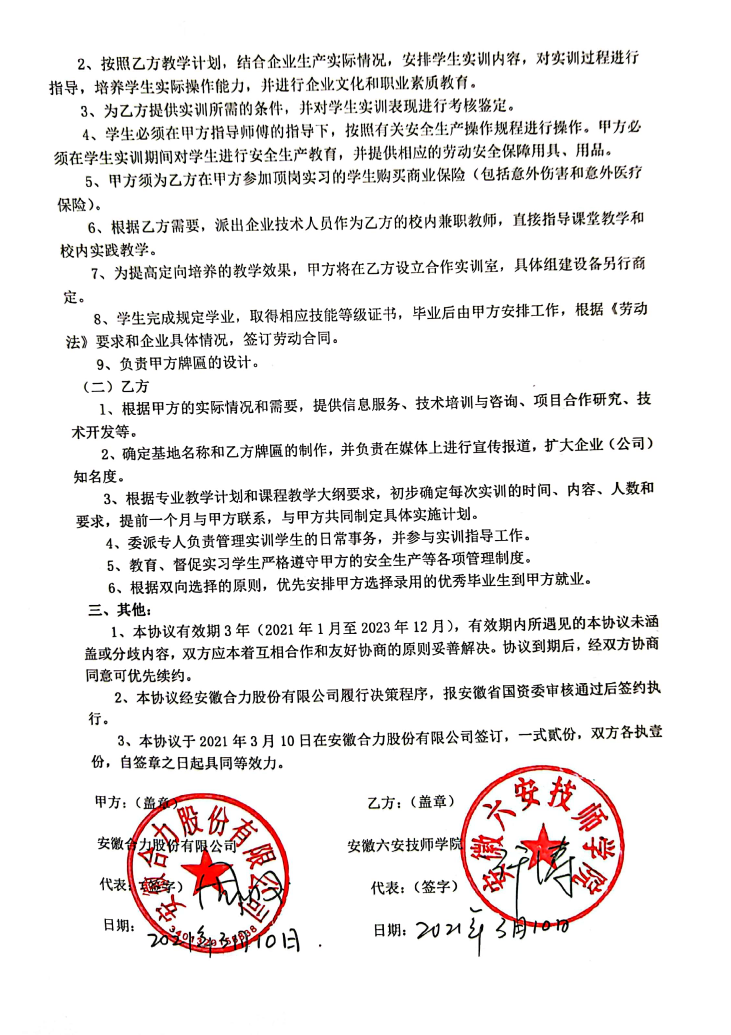 2、按照乙方教学计划，结合企业生产实际情况，安排学生实训内容，对实训过程进行
指导，培养学生实际操作能力，并进行企业文化和职业素质教育。
3、为乙方提供实训所需的条件，并对学生实训表现进行考核鉴定。
4、学生必须在甲方指导师傅的指导下，按照有关安全生产操作规程进行操作。甲方必
须在学生实训期间对学生进行安全生产教育，并提供相应的劳动安全保障用具、用品。
5、甲方须为乙方在甲方参加顶岗实习的学生购买商业保险（包括意外伤害和意外医疗
保险）。
6、根据乙方需要，派出企业技术人员作为乙方的校内兼职教师，直接指导课堂教学和
校内实践教学。
7、为提高定向培养的教学效果，甲方将在乙方设立合作实训室，具体组建设备另行商
定。
8、学生完成规定学业，取得相应技能等级证书，毕业后由甲方安排工作，根据《劳动
法》要求和企业具体情况，签订劳动合同。
9、负责甲方牌匾的设计。
（二）乙方
1、根据甲方的实际情况和需要，提供信息服务、技术培训与咨询、项目合作研究、技
术开发等。
2、确定基地名称和乙方牌匾的制作，并负责在媒体上进行宣传报道，扩大企业（公司）
知名度。
3、根据专业教学计划和课程教学大纲要求，初步确定每次实训的时间、内容、人数和
要求，提前一个月与甲方联系，与甲方共同制定具体实施计划。
4、委派专人负责管理实训学生的日常事务，并参与实训指导工作。
5、教育、督促实习学生严格遵守甲方的安全生产等各项管理制度。
6、根据双向选择的原则，优先安排甲方选择录用的优秀毕业生到甲方就业。
三、其他：
1、本协议有效期3年（2021年1月至2023年12月），有效期内所遇见的本协议未涵
盖或分歧内容，双方应本着互相合作和友好协商的原则妥善解决。协议到期后，经双方协商
同意可优先续约。
2、本协议经安徽合力股份有限公司履行决策程序，报安徽省国资委审核通过后签约执
行。
3、本协议于2021年3月10日在安徽合力股份有限公司签订，一式贰份，双方各执壹
份，自签章之日起具同等效力。
甲方：（盖章） 乙方：（盖章）
安徽合力股份有限公司 安徽六安技师学院
代表：（签字） 代表：（签字）
日期：2021年3月10日 日期：2021年3月10日
安徽合力股份有限公司
安徽六安技师学院